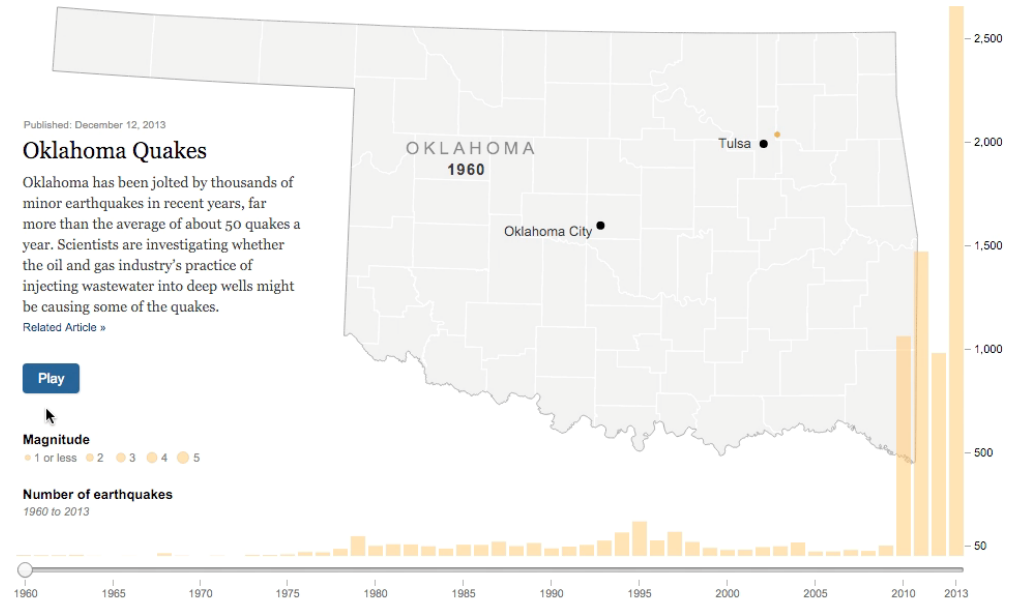 Published: December 12, 2013
Oklahoma Quakes
Oklahoma has been jolted by thousands of
minor earthquakes in recent years, far
more than the average of about 50 quakes a
year. Scientists are investigating whether
the oil and gas industry's practice of
injecting wastewater into deep wells might
be causing some of the quakes.
Related Article »
Play
Magnitude
1 or less 2 3 4 5
Number of earthquakes
1960 to 2013
OKLAHOMA
1960
Tulsa
Oklahoma City
2,500
2,000
1,500
1,000
500
50
1960 1965 1970 1975 1980 1985 1990 1995 2000 2005 2010 2013